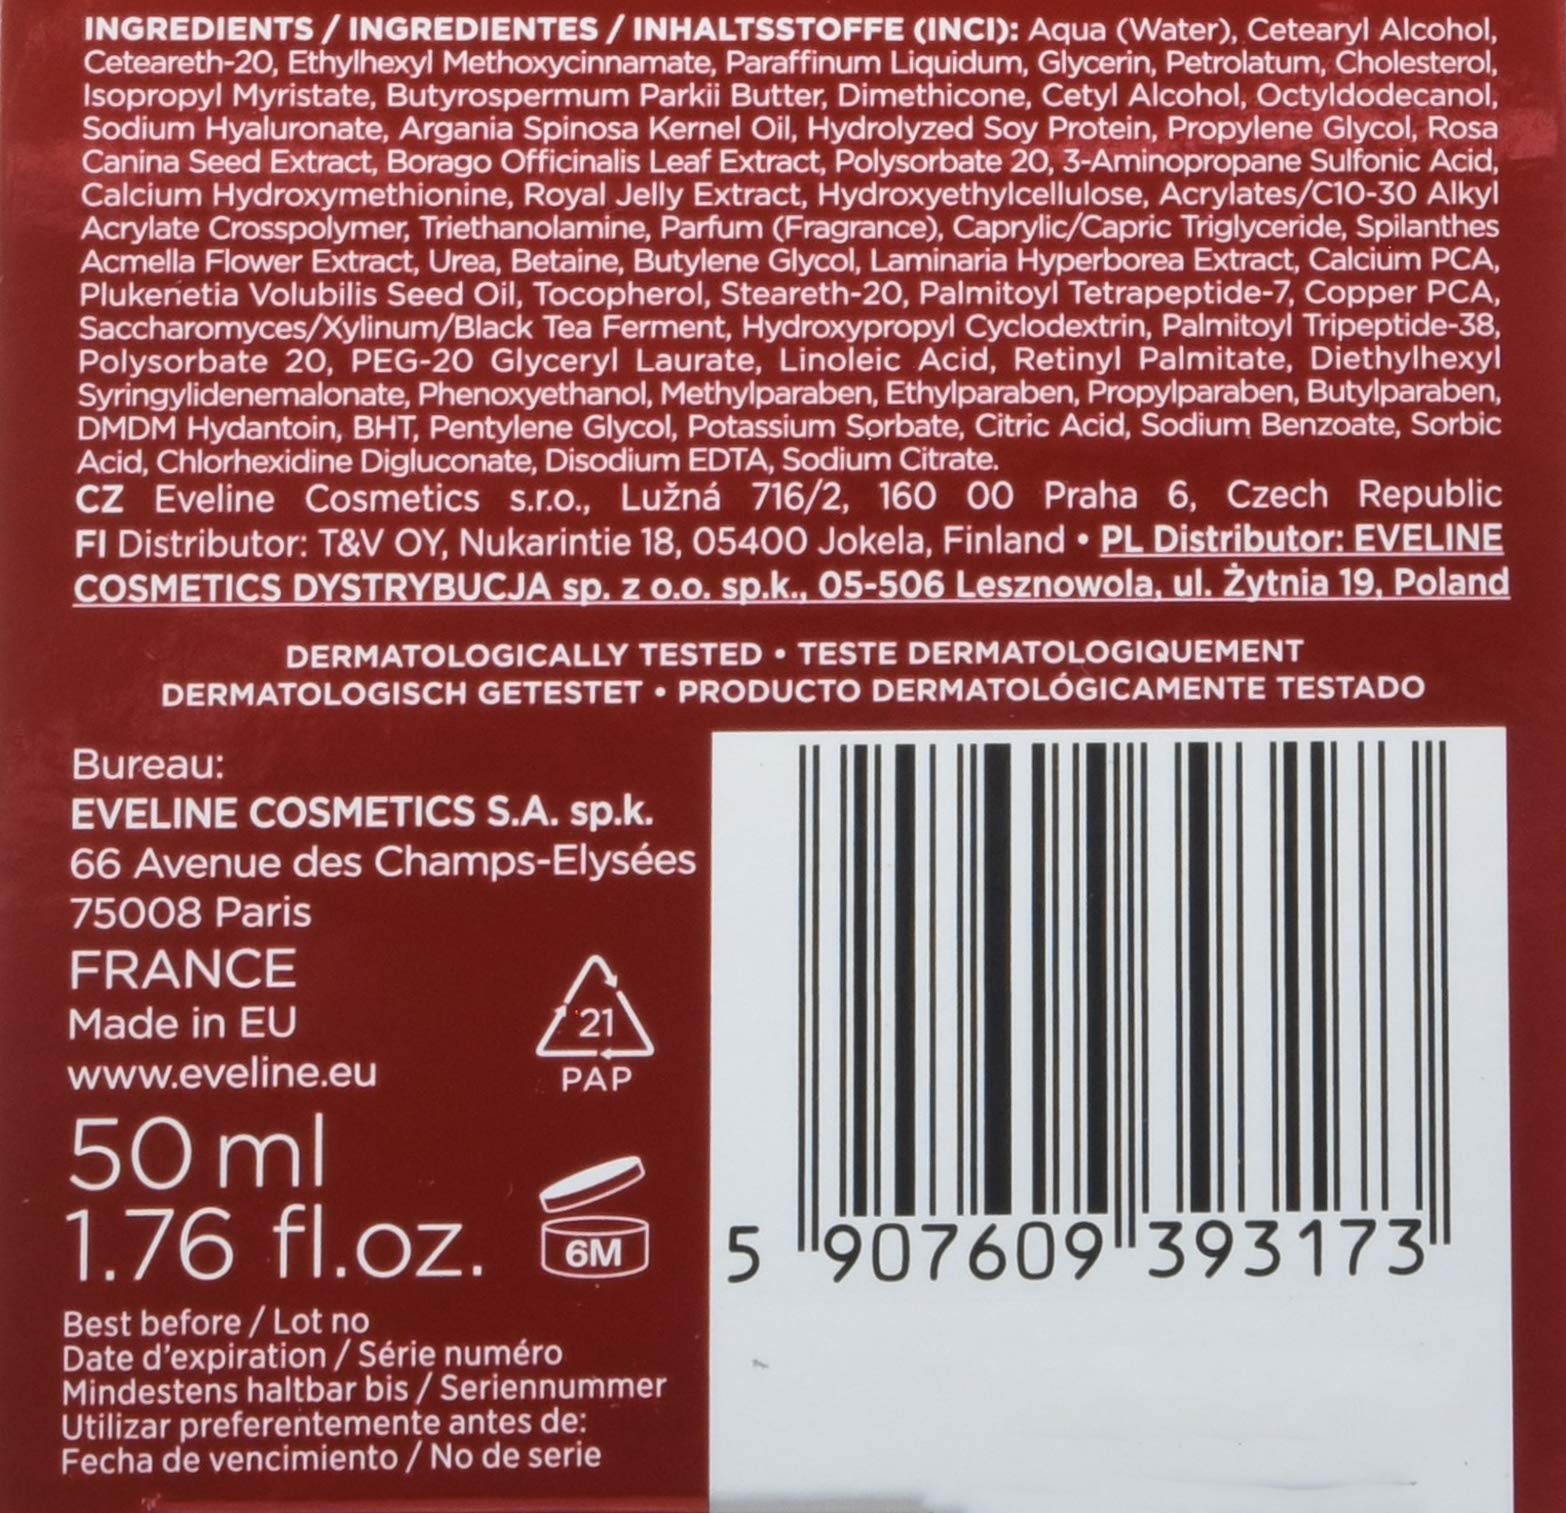 INGREDIENTS / INGREDIENTES / INHALTSSTOFFE (INCI): Aqua (Water), Cetearyl Alcohol,
Ceteareth-20, Ethylhexyl Methoxycinnamate, Paraffinum Liquidum, Glycerin, Petrolatum, Cholesterol,
Isopropyl Myristate, Butyrospermum Parkii Butter, Dimethicone, Cetyl Alcohol, Octyldodecanol,
Sodium Hyaluronate, Argania Spinosa Kernel Oil, Hydrolyzed Soy Protein, Propylene Glycol, Rosa
Canina Seed Extract, Borago Officinalis Leaf Extract, Polysorbate 20, 3-Aminopropane Sulfonic Acid,
Calcium Hydroxymethionine, Royal Jelly Extract, Hydroxyethylcellulose, Acrylates/C10-30 Alkyl
Acrylate Crosspolymer, Triethanolamine, Parfum (Fragrance), Caprylic/Capric Triglyceride, Spilanthes
Acmella Flower Extract, Urea, Betaine, Butylene Glycol, Laminaria Hyperborea Extract, Calcium PCA,
Plukenetia Volubilis Seed Oil, Tocopherol, Steareth-20, Palmitoyl Tetrapeptide-7, Copper PCA,
Saccharomyces/Xylinum/Black Tea Ferment, Hydroxypropyl Cyclodextrin, Palmitoyl Tripeptide-38,
Polysorbate 20, PEG-20 Glyceryl Laurate, Linoleic Acid, Retinyl Palmitate, Diethylhexyl
Syringylidenemalonate, Phenoxyethanol, Methylparaben, Ethylparaben, Propylparaben, Butylparaben,
DMDM Hydantoin, BHT, Pentylene Glycol, Potassium Sorbate, Citric Acid, Sodium Benzoate, Sorbic
Acid, Chlorhexidine Digluconate, Disodium EDTA, Sodium Citrate.
CZ Eveline Cosmetics s.r.o., Lužná 716/2, 160 00 Praha 6, Czech Republic
FI Distributor: T&V OY, Nukarintie 18, 05400 Jokela, Finland • PL Distributor: EVELINE
COSMETICS DYSTRYBUCJA sp. z o.o. sp.k., 05-506 Lesznowola, ul. Żytnia 19, Poland
DERMATOLOGICALLY TESTED • TESTE DERMATOLOGIQUEMENT
DERMATOLOGISCH GETESTET • PRODUCTO DERMATOLÓGICAMENTE TESTADO
Bureau:
EVELINE COSMETICS S.A. sp.k.
66 Avenue des Champs-Elysées
75008 Paris
FRANCE
Made in EU
www.eveline.eu
21
PAP
50 ml
1.76 fl.oz.
6M
Best before / Lot no
Date d'expiration / Série numéro
Mindestens haltbar bis / Seriennummer
Utilizar preferentemente antes de:
Fecha de vencimiento / No de serie
5 907609 393173